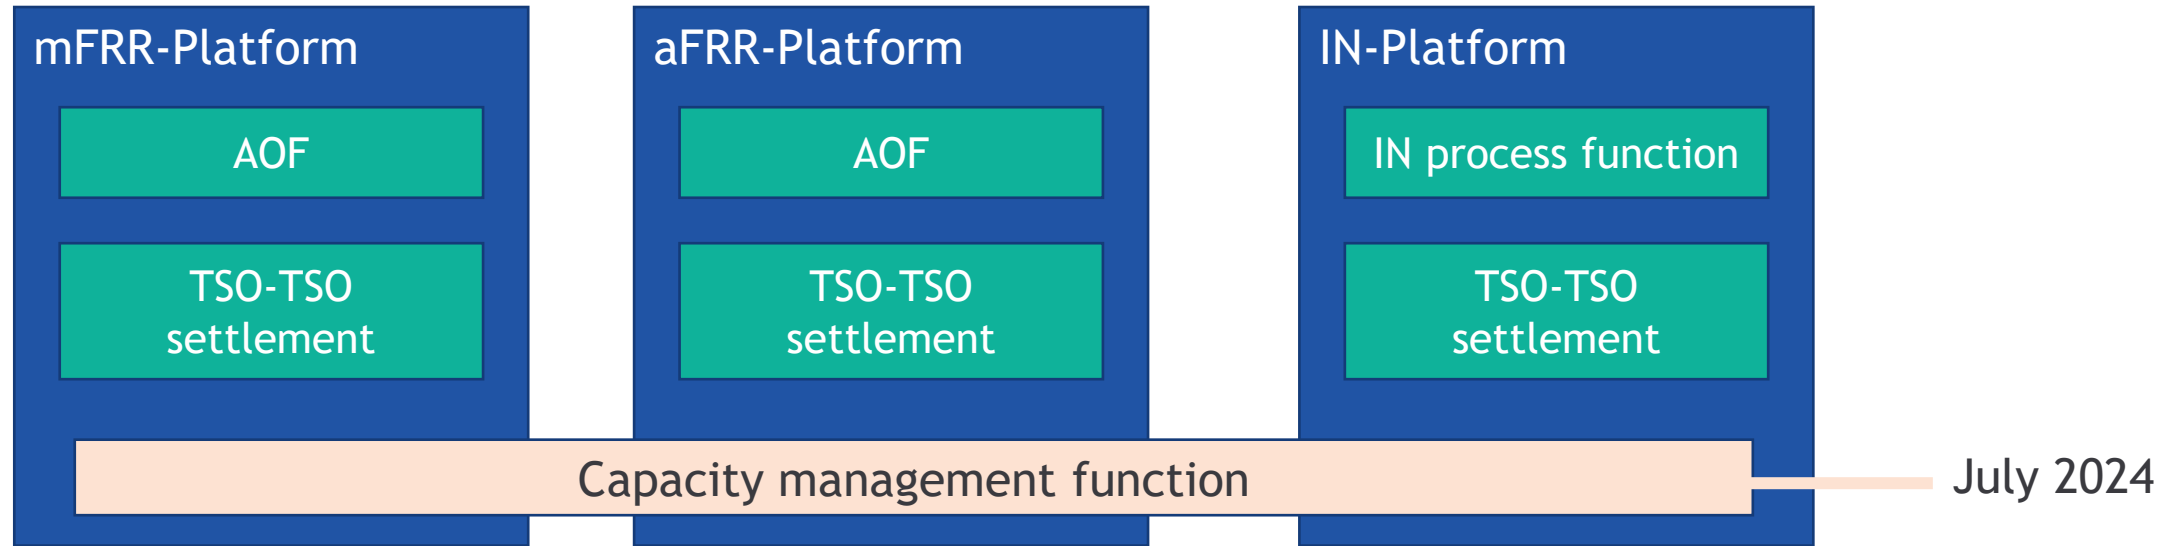 mFRR-Platform
AOF
TSO-TSO
settlement
aFRR-Platform
AOF
TSO-TSO
settlement
IN-Platform
IN process function
TSO-TSO
settlement
Capacity management function
July 2024